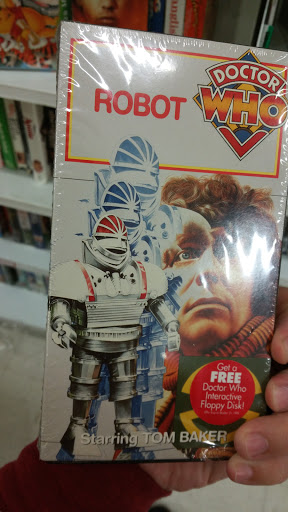 ROBOT
DOCTOR
WHO
Get a
FREE
Doctor Who
Interactive
Floppy Disk!
Starring TOM BAKER